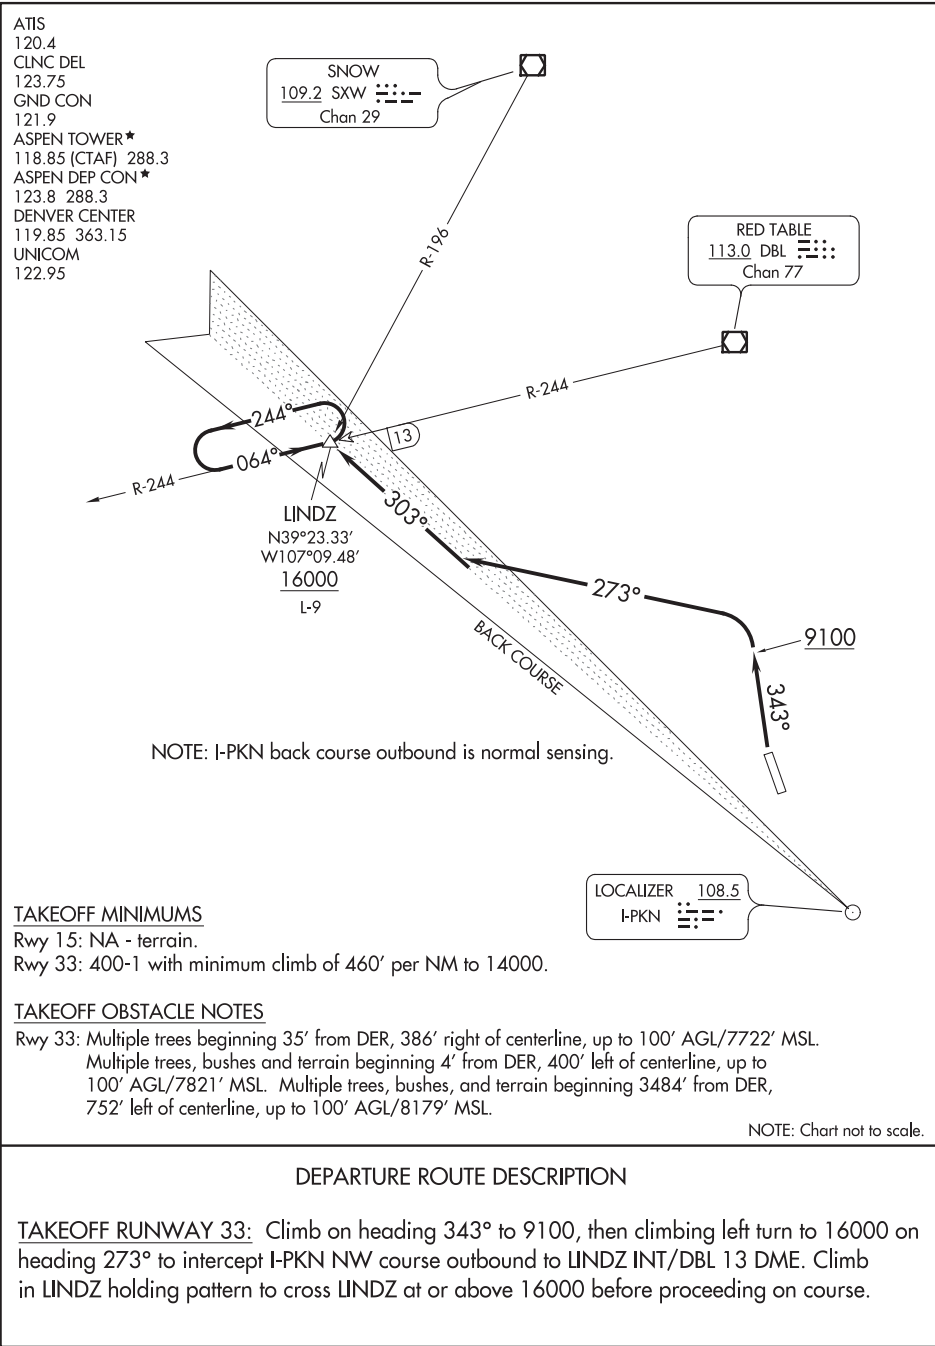 ATIS
120.4
CLNC DEL
123.75
GND CON
121.9
ASPEN TOWER★
118.85 (CTAF) 288.3
ASPEN DEP CON★
123.8 288.3
DENVER CENTER
119.85 363.15
UNICOM
122.95
SNOW
109.2 SXW
Chan 29
RED TABLE
113.0 DBL
Chan 77
R-196
R-244
13
244°
064°
R-244
LINDZ
N39°23.33′
W107°09.48′
16000
L-9
303°
273°
9100
343°
BACK COURSE
NOTE: I-PKN back course outbound is normal sensing.
LOCALIZER 108.5
I-PKN
TAKEOFF MINIMUMS
Rwy 15: NA - terrain.
Rwy 33: 400-1 with minimum climb of 460′ per NM to 14000.
TAKEOFF OBSTACLE NOTES
Rwy 33: Multiple trees beginning 35′ from DER, 386′ right of centerline, up to 100′ AGL/7722′ MSL.
Multiple trees, bushes and terrain beginning 4′ from DER, 400′ left of centerline, up to
100′ AGL/7821′ MSL. Multiple trees, bushes, and terrain beginning 3484′ from DER,
752′ left of centerline, up to 100′ AGL/8179′ MSL.
NOTE: Chart not to scale.
DEPARTURE ROUTE DESCRIPTION
TAKEOFF RUNWAY 33: Climb on heading 343° to 9100, then climbing left turn to 16000 on
heading 273° to intercept I-PKN NW course outbound to LINDZ INT/DBL 13 DME. Climb
in LINDZ holding pattern to cross LINDZ at or above 16000 before proceeding on course.